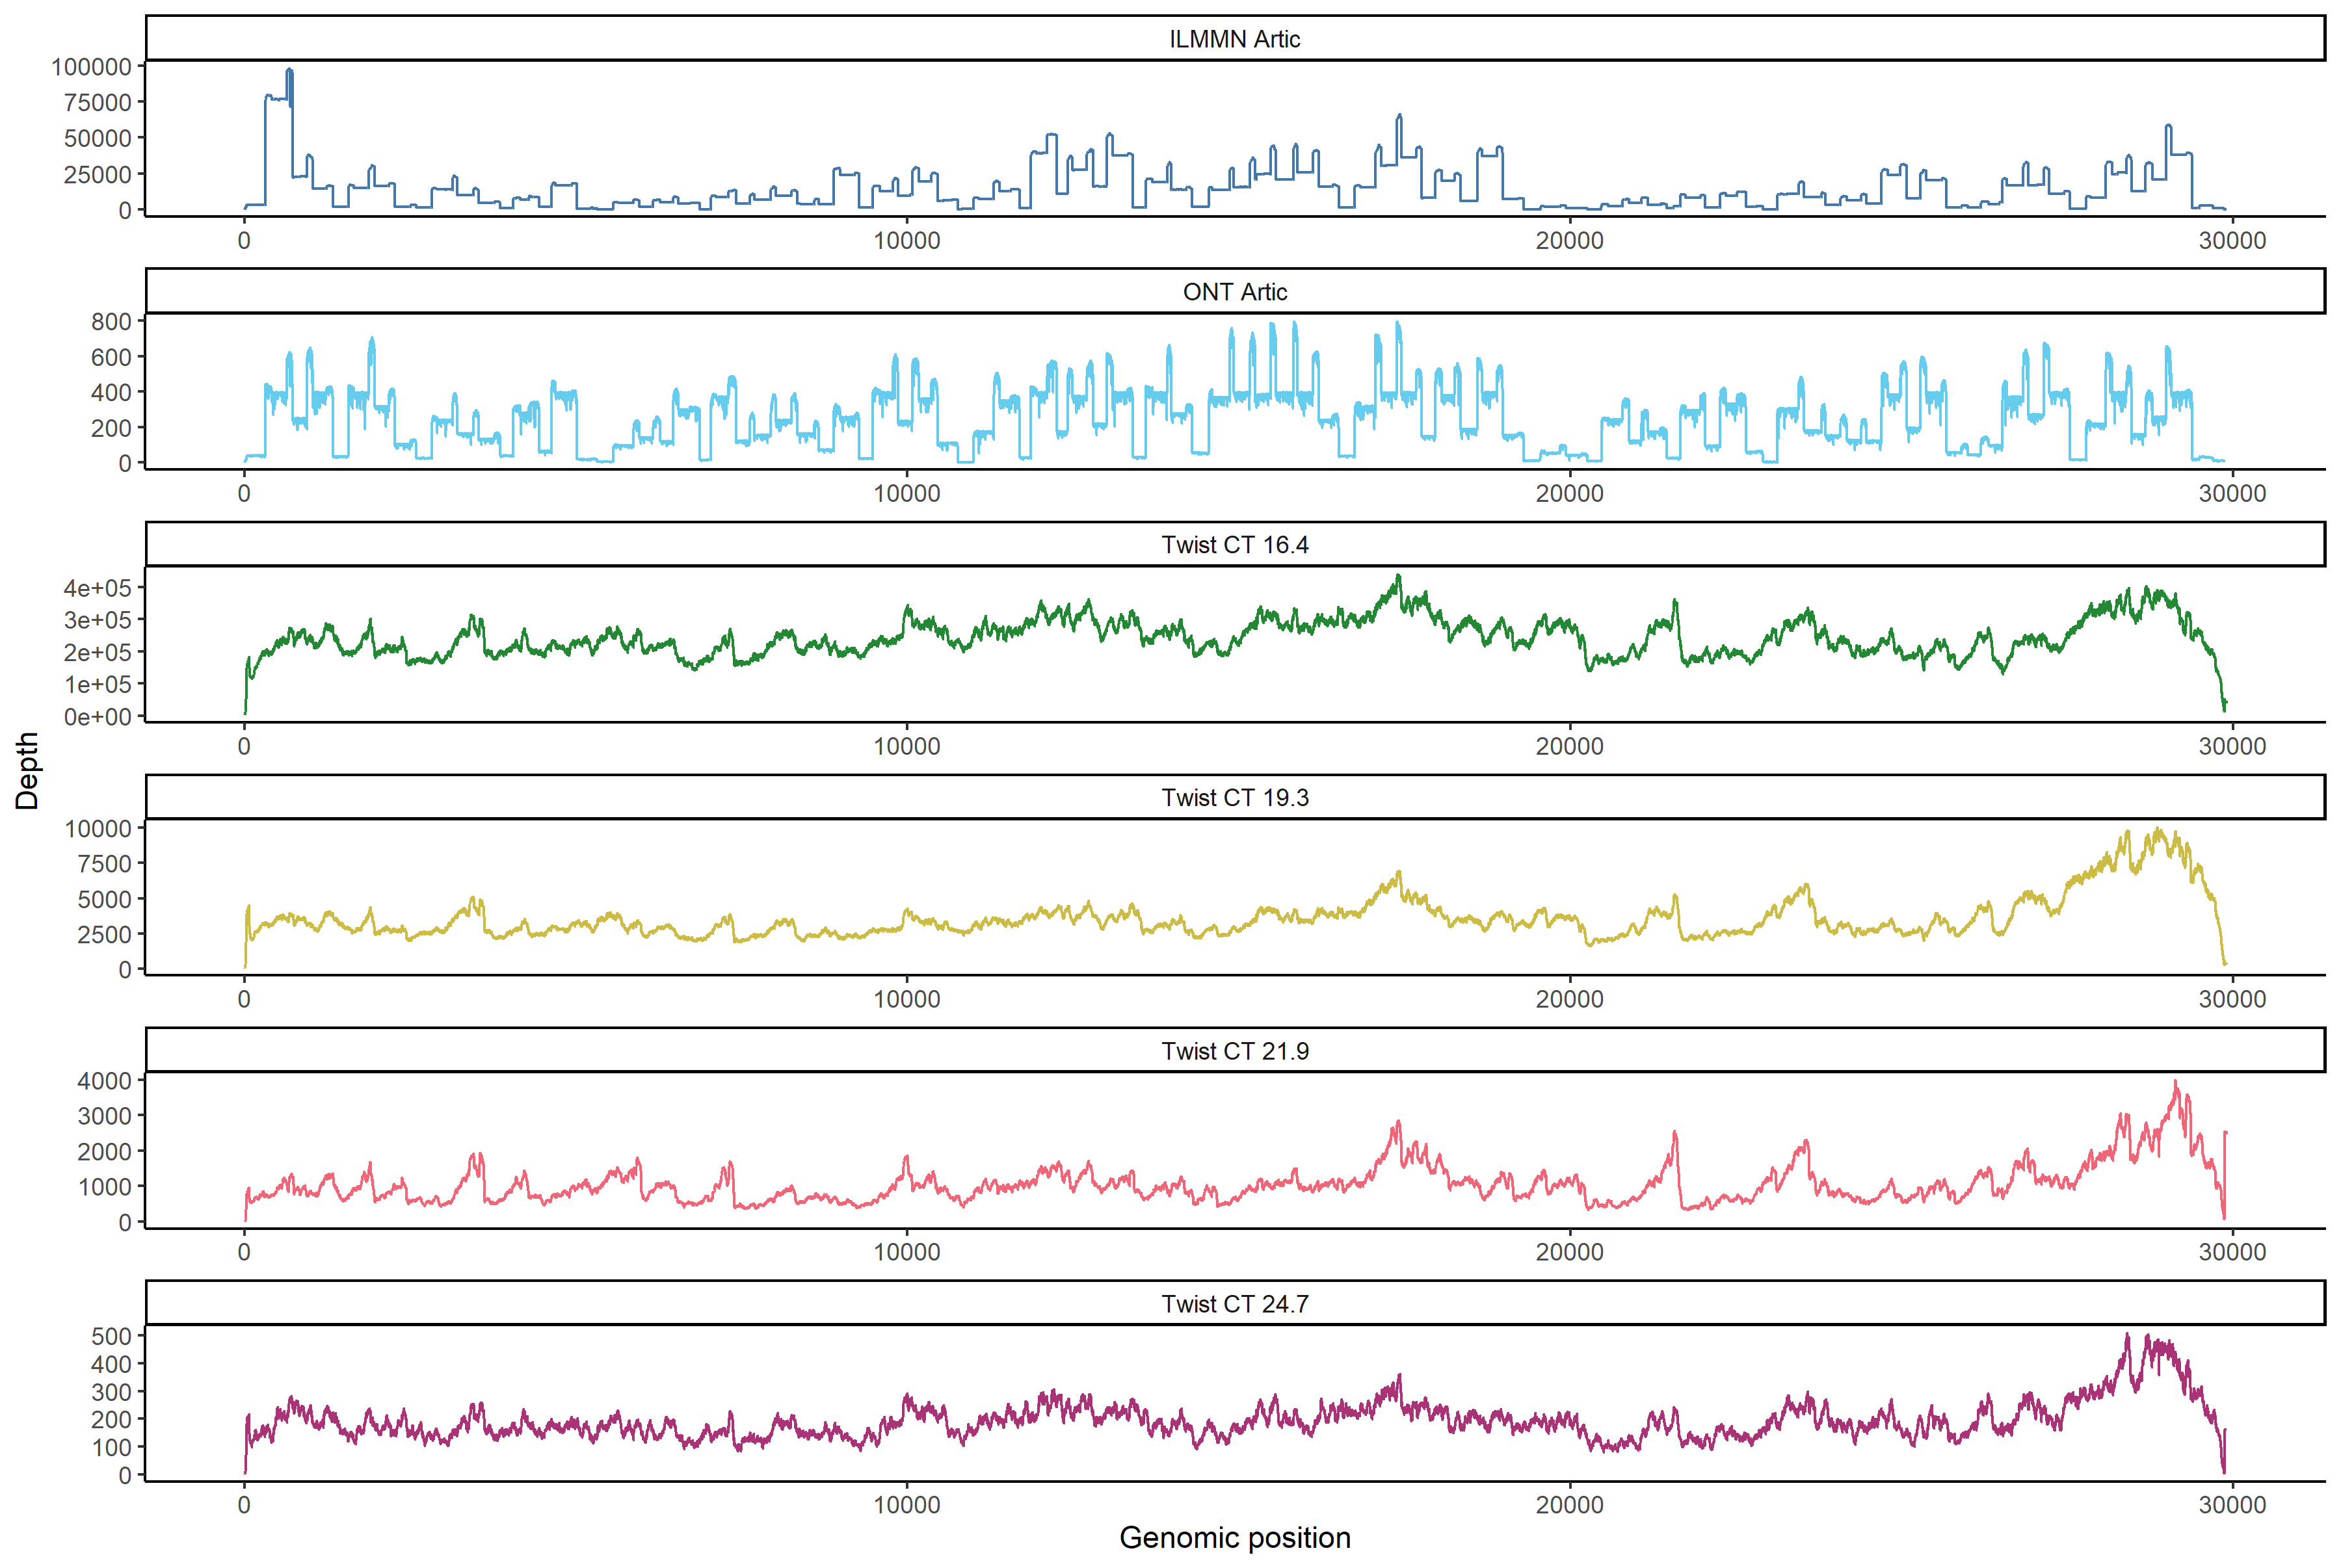 ILMMN Artic
100000
75000
50000
25000
0
0 10000 20000 30000
ONT Artic
800
600
400
200
0
0 10000 20000 30000
Twist CT 16.4
4e+05
3e+05
2e+05
1e+05
0e+00
0 10000 20000 30000
Depth
Twist CT 19.3
10000
7500
5000
2500
0
0 10000 20000 30000
Twist CT 21.9
4000
3000
2000
1000
0
0 10000 20000 30000
Twist CT 24.7
500
400
300
200
100
0
0 10000 20000 30000
Genomic position